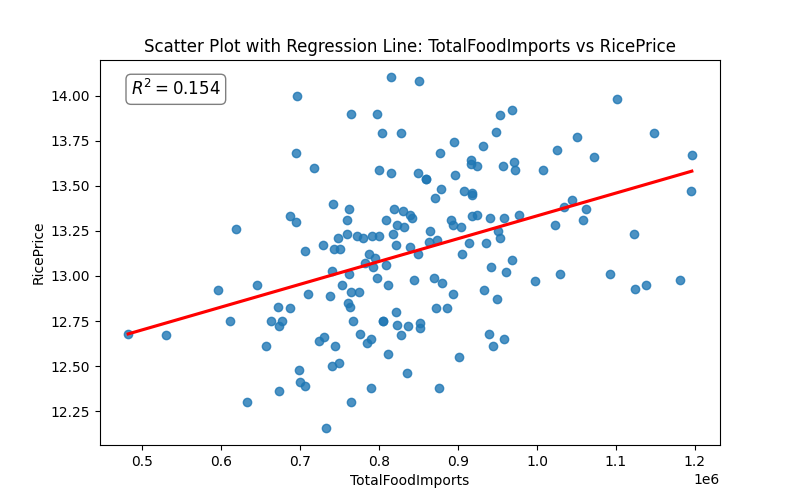 Scatter Plot with Regression Line: TotalFoodImports vs RicePrice
R² = 0.154
14.00
13.75
13.50
13.25
13.00
12.75
12.50
12.25
RicePrice
0.5 0.6 0.7 0.8 0.9 1.0 1.1 1.2
1e6
TotalFoodImports